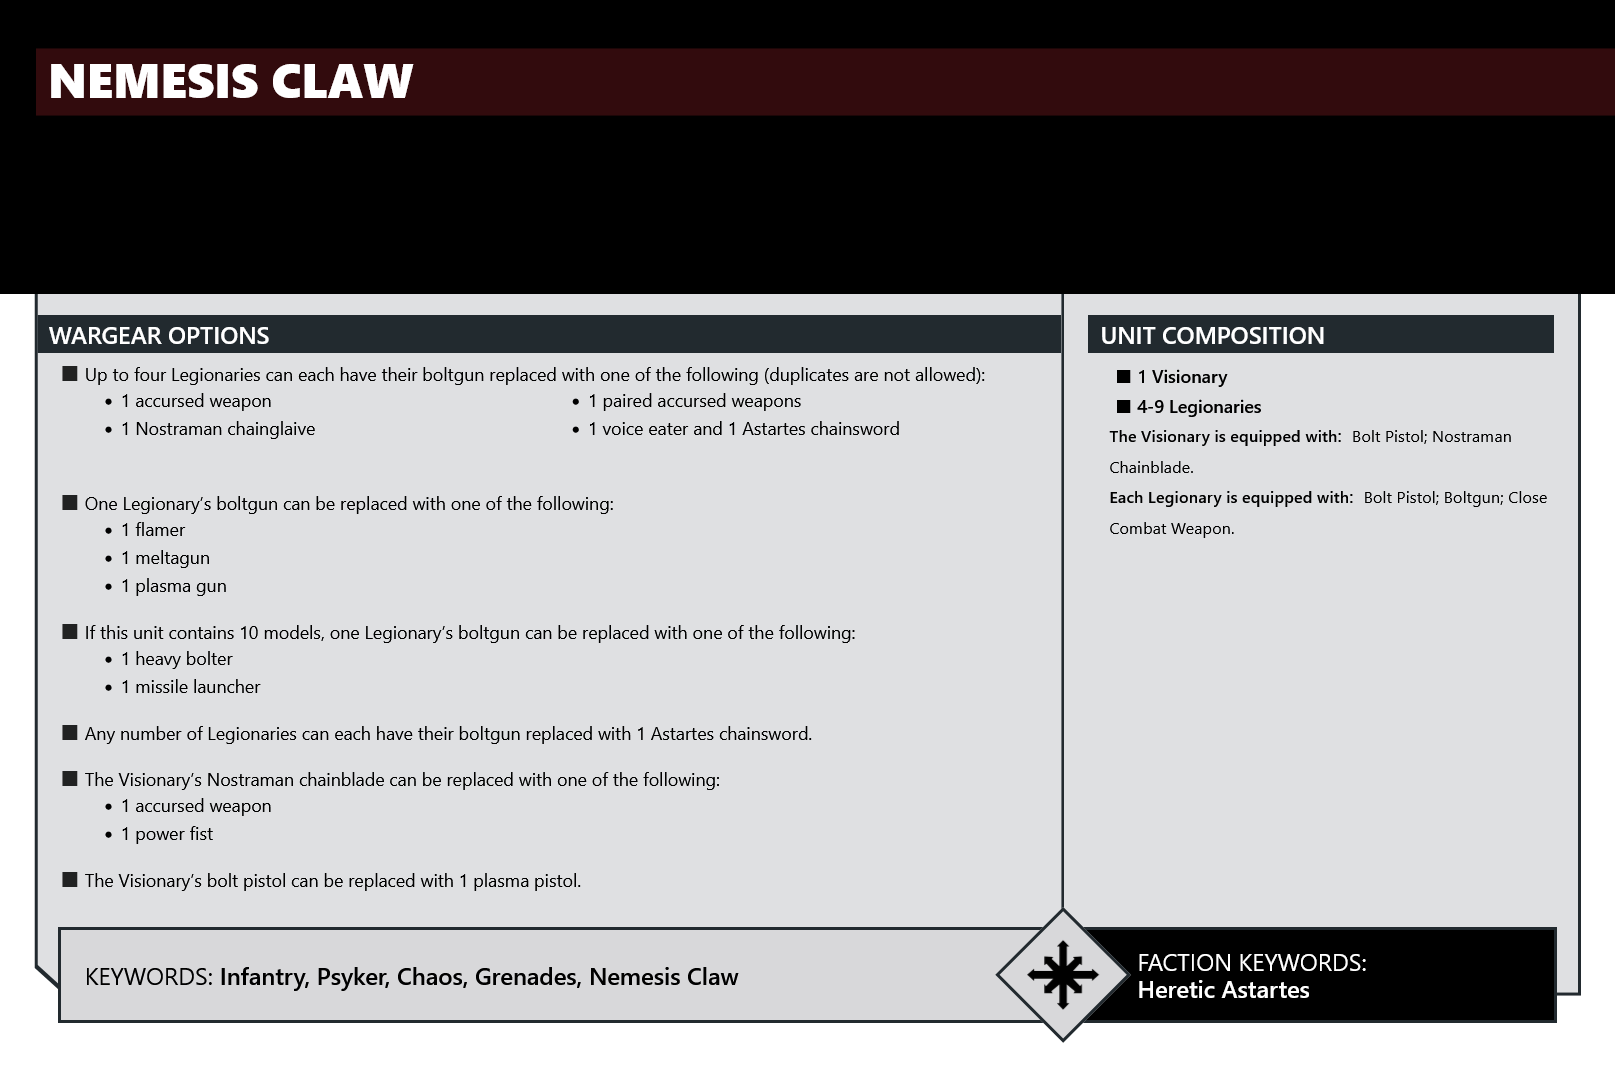 NEMESIS CLAW
WARGEAR OPTIONS
■ Up to four Legionaries can each have their boltgun replaced with one of the following (duplicates are not allowed):
• 1 accursed weapon
• 1 paired accursed weapons
• 1 Nostraman chainglaive
• 1 voice eater and 1 Astartes chainsword
■ One Legionary’s boltgun can be replaced with one of the following:
• 1 flamer
• 1 meltagun
• 1 plasma gun
■ If this unit contains 10 models, one Legionary’s boltgun can be replaced with one of the following:
• 1 heavy bolter
• 1 missile launcher
■ Any number of Legionaries can each have their boltgun replaced with 1 Astartes chainsword.
■ The Visionary’s Nostraman chainblade can be replaced with one of the following:
• 1 accursed weapon
• 1 power fist
■ The Visionary’s bolt pistol can be replaced with 1 plasma pistol.
UNIT COMPOSITION
■ 1 Visionary
■ 4-9 Legionaries
The Visionary is equipped with: Bolt Pistol; Nostraman
Chainblade.
Each Legionary is equipped with: Bolt Pistol; Boltgun; Close
Combat Weapon.
KEYWORDS: Infantry, Psyker, Chaos, Grenades, Nemesis Claw
FACTION KEYWORDS:
Heretic Astartes